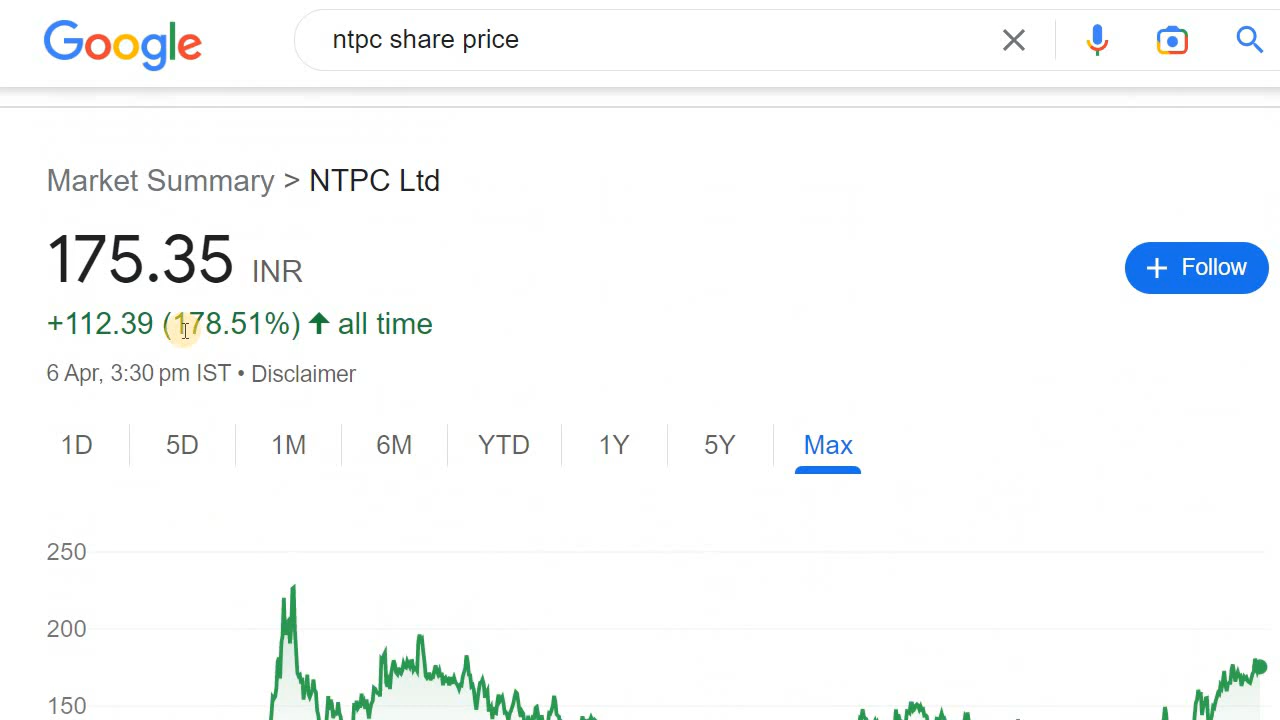 Google
ntpc share price
Market Summary > NTPC Ltd
175.35 INR
+ Follow
+112.39 (178.51%) ↑ all time
6 Apr, 3:30 pm IST • Disclaimer
1D 5D 1M 6M YTD 1Y 5Y Max
250
200
150